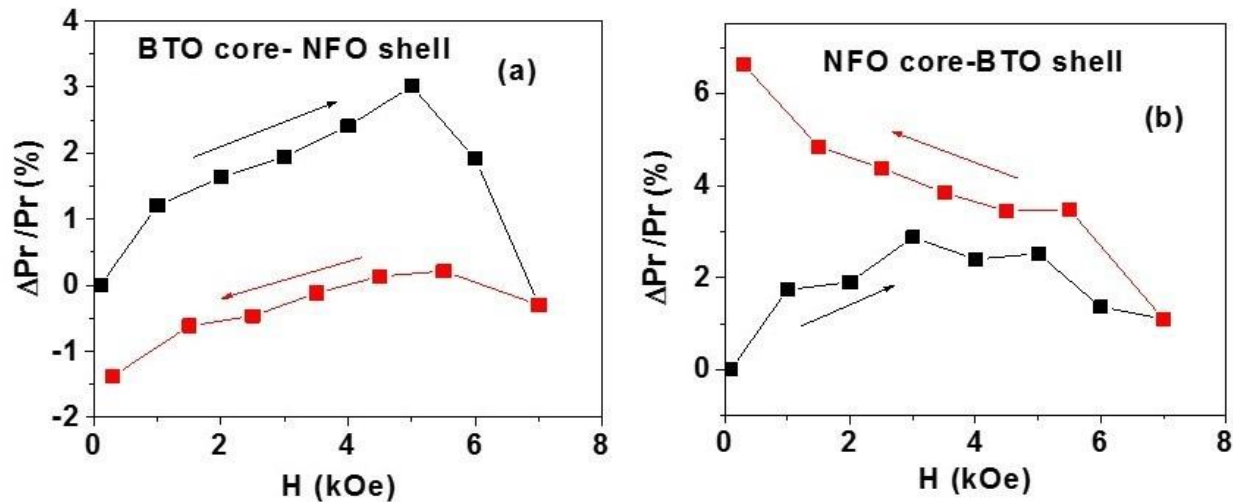 BTO core- NFO shell
(a)
4
3
2
1
0
-1
-2
ΔPr /Pr (%)
0 2 4 6 8
H (kOe)
NFO core-BTO shell
(b)
6
4
2
0
ΔPr /Pr (%)
0 2 4 6 8
H (kOe)